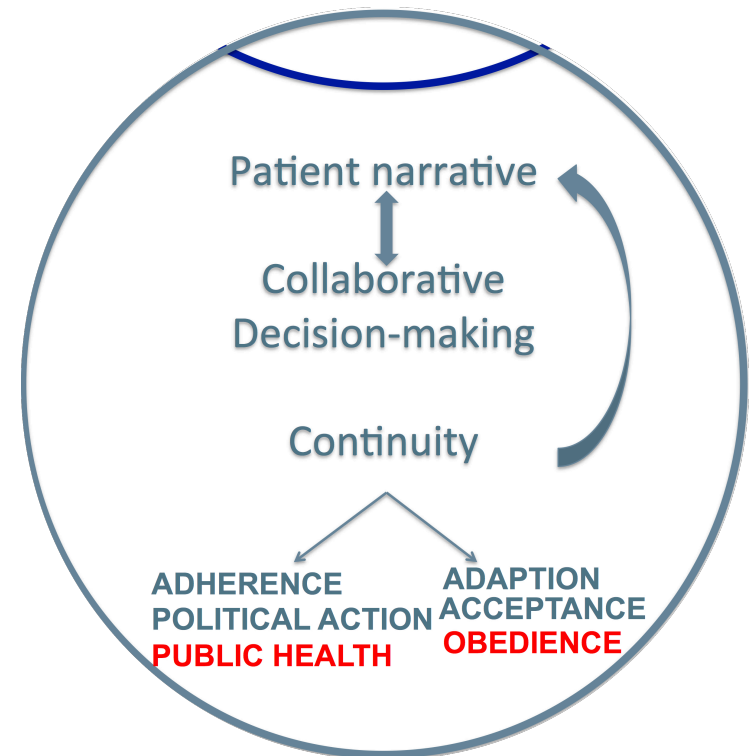 Patient narrative
Collaborative
Decision-making
Continuity
ADHERENCE
POLITICAL ACTION
PUBLIC HEALTH
ADAPTION
ACCEPTANCE
OBEDIENCE